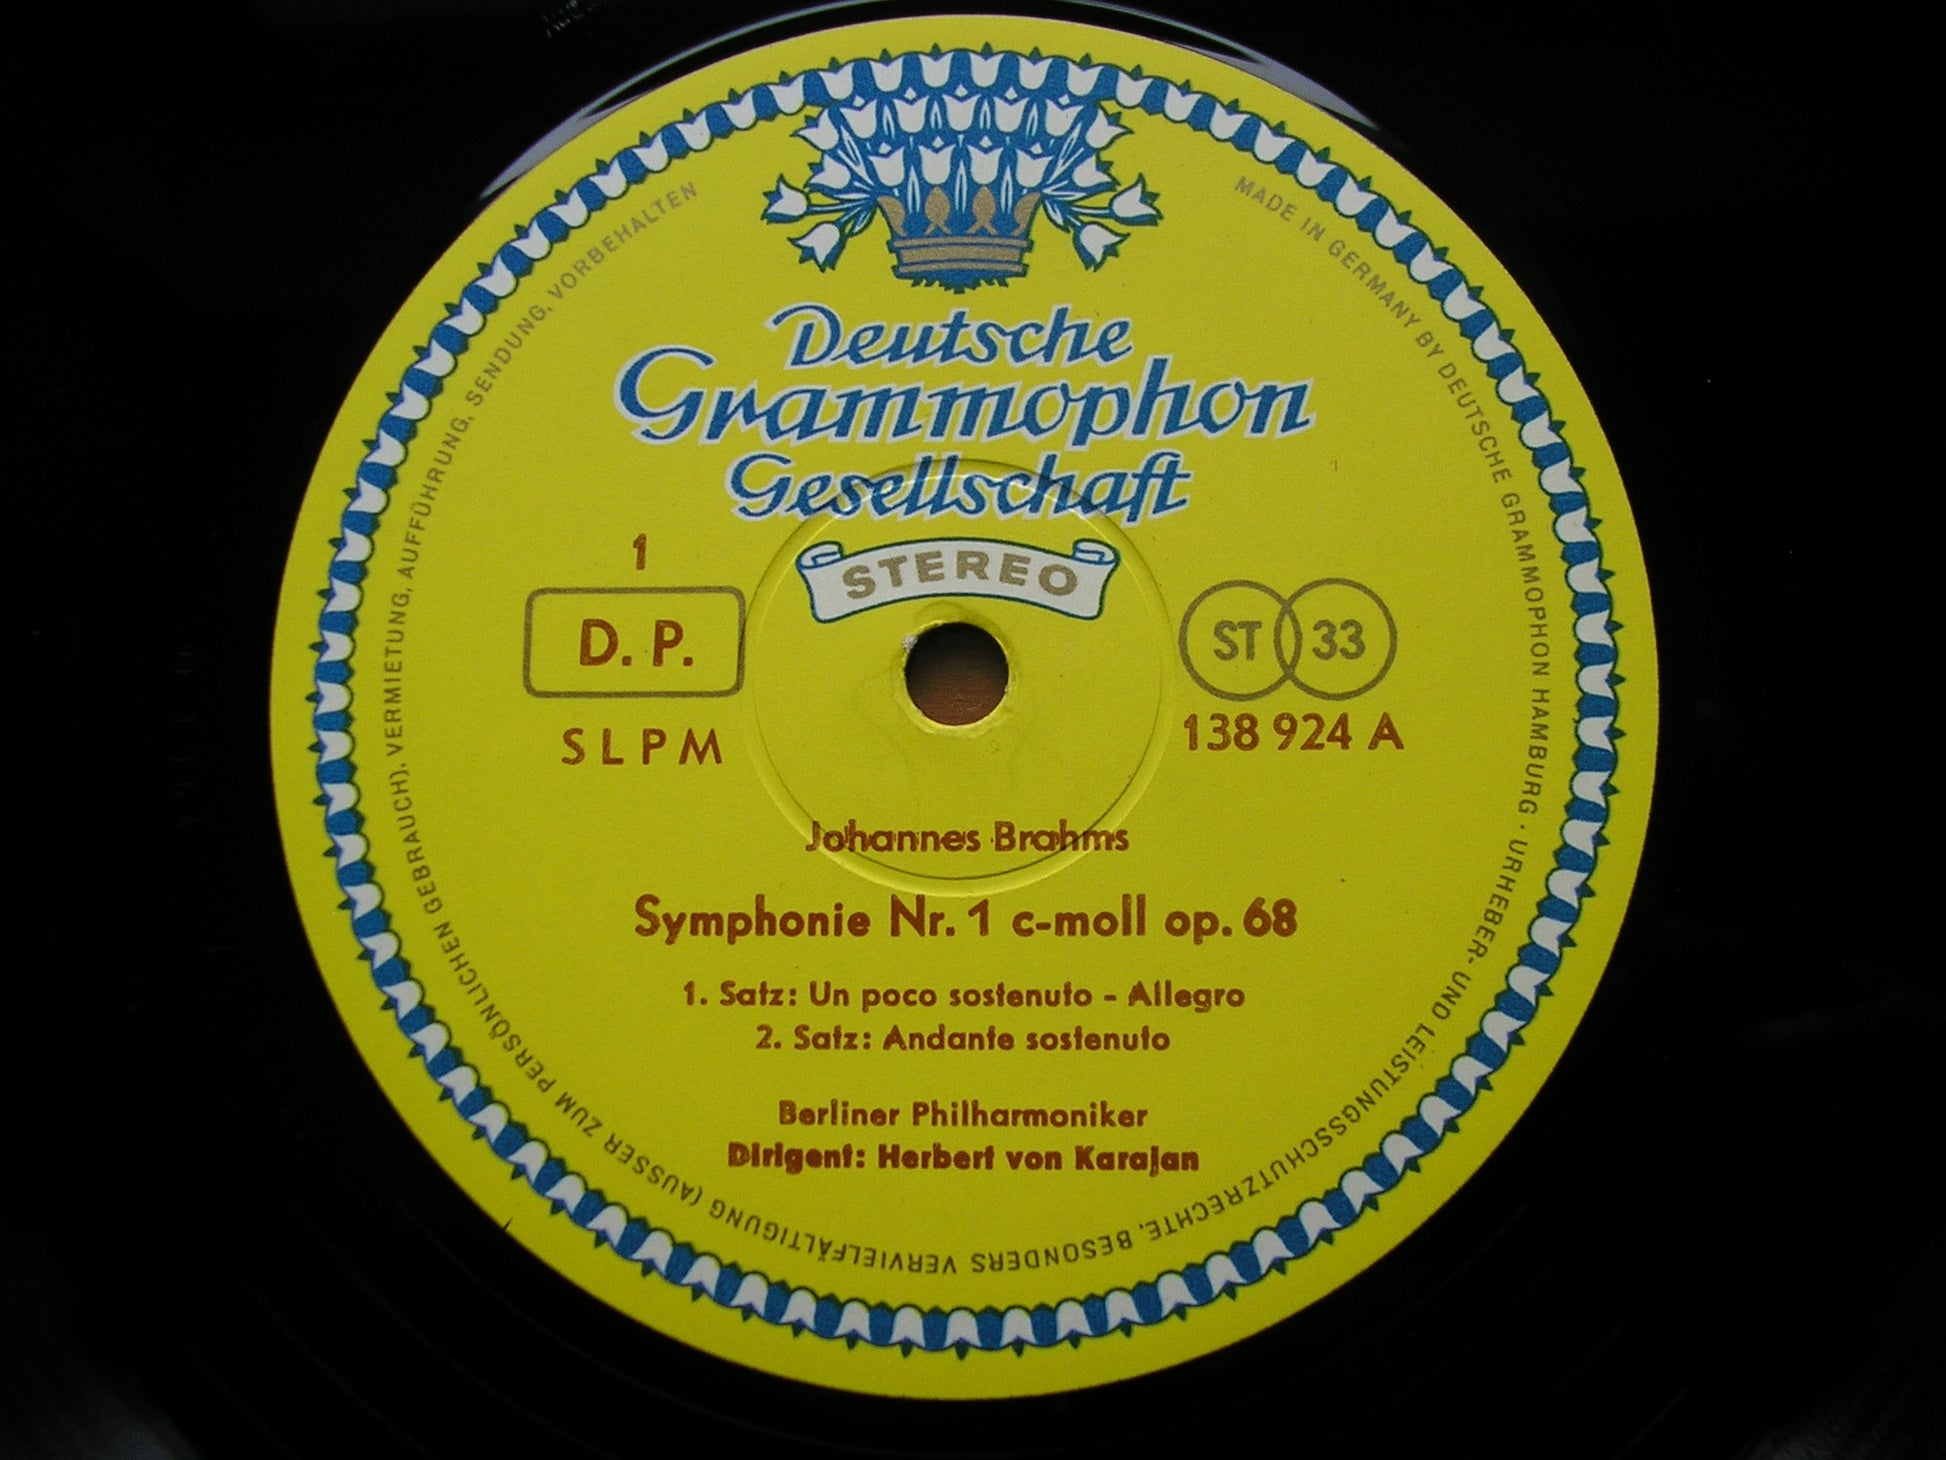 Deutsche
Grammophon
Gesellschaft
STEREO
1
D. P.
SLPM
ST 33
138 924 A
Johannes Brahms
Symphonie Nr. 1 c-moll op. 68
1. Satz: Un poco sostenuto - Allegro
2. Satz: Andante sostenuto
Berliner Philharmoniker
Dirigent: Herbert von Karajan
MADE IN GERMANY BY DEUTSCHE GRAMMOPHON HAMBURG · URHEBER- UND LEISTUNGSSCHUTZRECHTE, BESONDERS VERVIELFÄLTIGUNG (AUSSER ZUM PERSÖNLICHEN GEBRAUCH), VERMIETUNG, AUFFÜHRUNG, SENDUNG, VORBEHALTEN